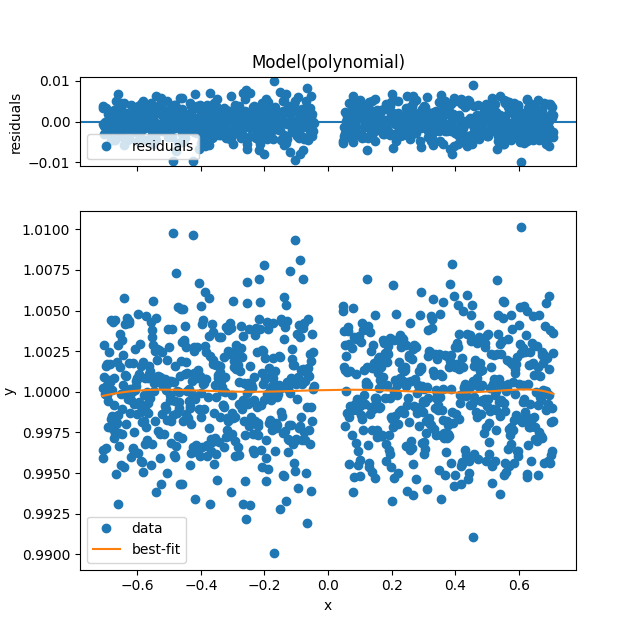 Model(polynomial)
0.01
0.00
−0.01
residuals
residuals
1.0100
1.0075
1.0050
1.0025
1.0000
0.9975
0.9950
0.9925
0.9900
y
data
best-fit
−0.6 −0.4 −0.2 0.0 0.2 0.4 0.6
x